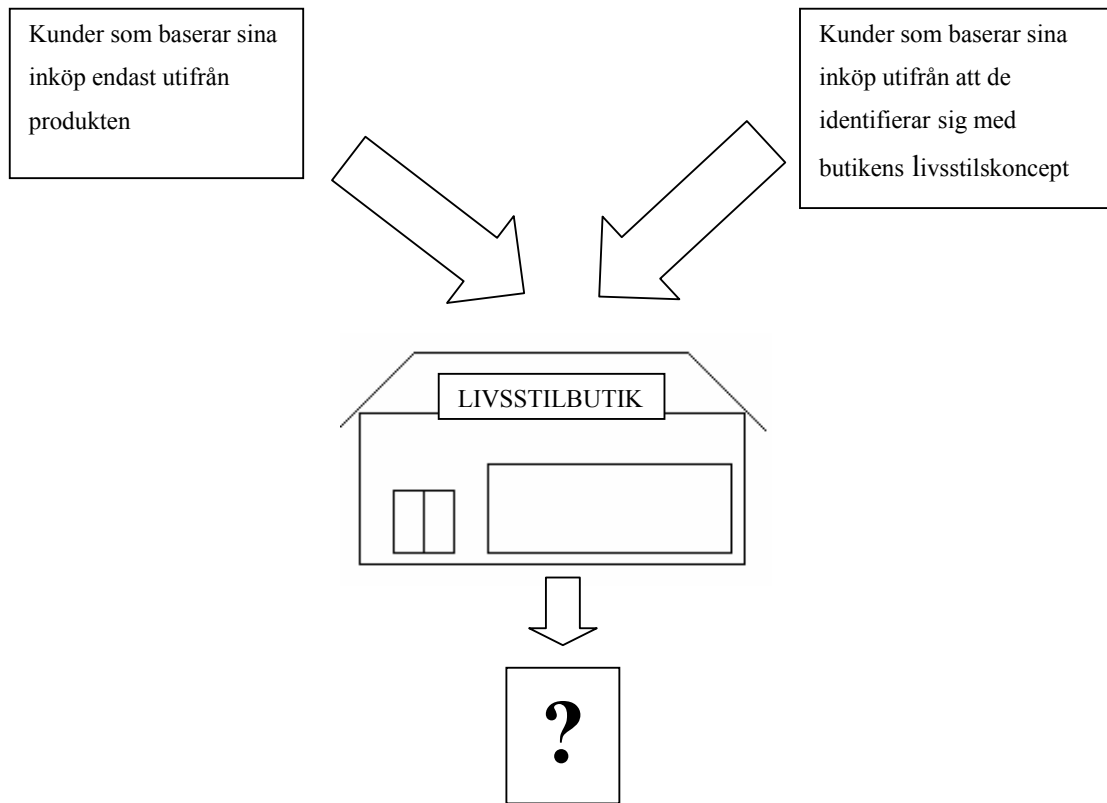 Kunder som baserar sina
inköp endast utifrån
produkten
Kunder som baserar sina
inköp utifrån att de
identifierar sig med
butikens livsstilskoncept
LIVSSTILBUTIK
?